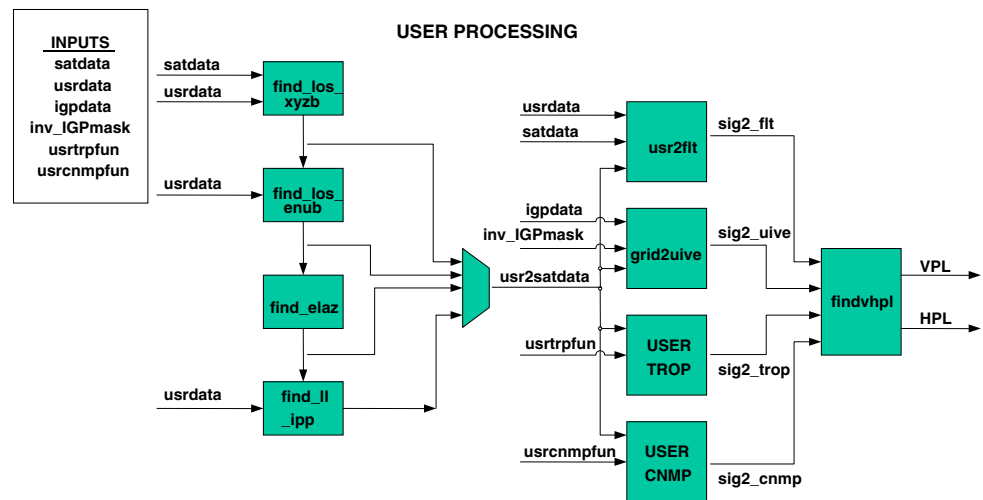 USER PROCESSING
INPUTS
satdata
usrdata
igpdata
inv_IGPmask
usrtrpfun
usrcnmpfun
satdata
usrdata
find_los_
xyzb
usrdata
find_los_
enub
find_elaz
usrdata
find_ll
_ipp
usr2satdata
usrdata
satdata
usr2flt
sig2_flt
igpdata
inv_IGPmask
grid2uive
sig2_uive
usrtrpfun
USER
TROP
sig2_trop
usrcnmpfun
USER
CNMP
sig2_cnmp
findvhpl
VPL
HPL